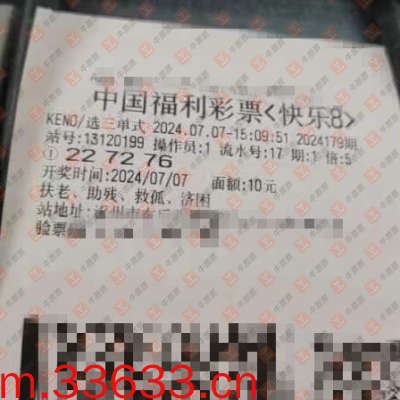 中国福利彩票<快乐8>
KENO/选三单式 2024.07.07-15:09:51 2024179期
站号:13120199 操作员:1 流水号:17 期:1 倍:5
① 22 72 76
开奖时间:2024/07/07 面额:10元
扶老、助残、救孤、济困
站地址:
验票
m.33633.cn